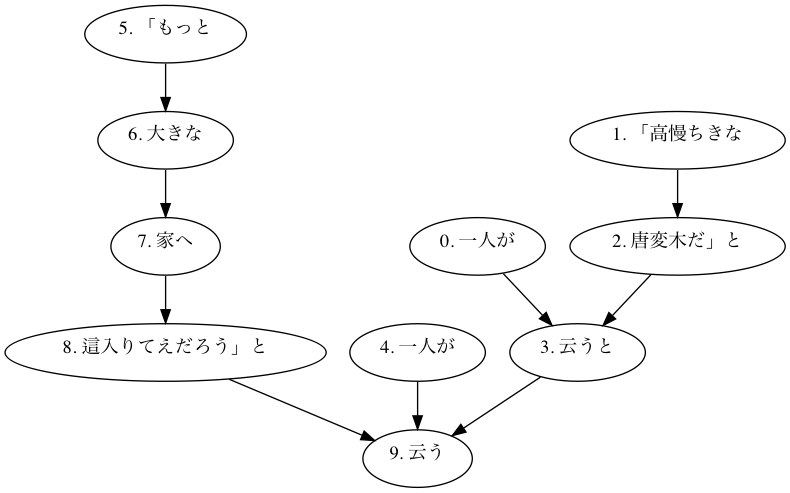 5. 「もっと
6. 大きな
1. 「高慢ちきな
7. 家へ
0. 一人が
2. 唐変木だ」と
8. 這入りてえだろう」と
4. 一人が
3. 云うと
9. 云う